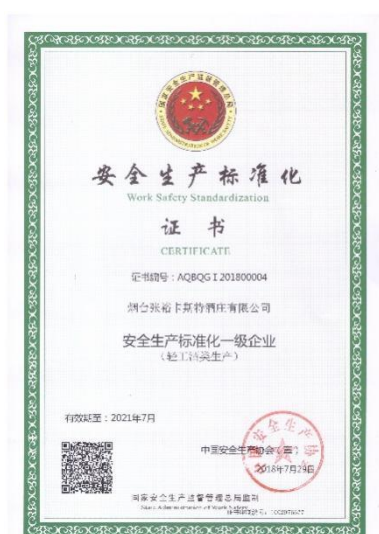 安全生产标准化
Work Safety Standardization
证 书
CERTIFICATE
证书编号：AQBQG I 201800004
烟台张裕卡斯特酒庄有限公司
安全生产标准化一级企业
（轻工酒类生产）
有效期至：2021年7月
中国安全生产协会（章）
2018年7月29日
国家安全生产监督管理总局监制